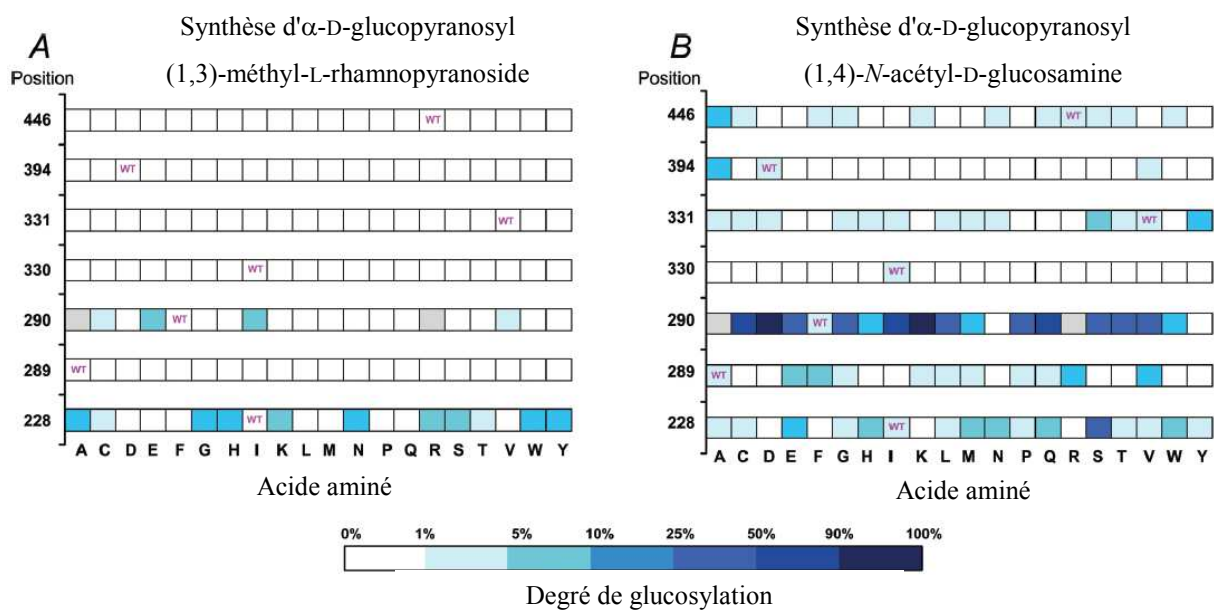 A
Synthèse d'α-D-glucopyranosyl
(1,3)-méthyl-L-rhamnopyranoside
Position
446 WT
394 WT
331 WT
330 WT
290 WT
289 WT
228 WT
A C D E F G H I K L M N P Q R S T V W Y
Acide aminé
B
Synthèse d'α-D-glucopyranosyl
(1,4)-N-acétyl-D-glucosamine
Position
446 WT
394 WT
331 WT
330 WT
290 WT
289 WT
228 WT
A C D E F G H I K L M N P Q R S T V W Y
Acide aminé
0% 1% 5% 10% 25% 50% 90% 100%
Degré de glucosylation